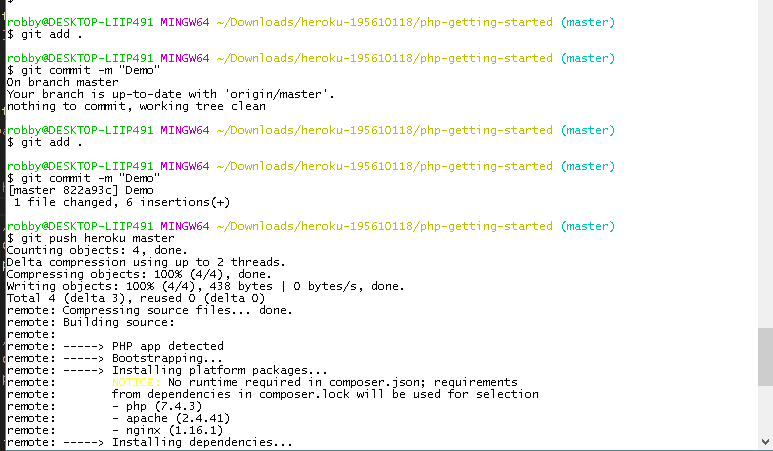 $
robby@DESKTOP-LIIP491 MINGW64 ~/Downloads/heroku-195610118/php-getting-started (master)
$ git add .
robby@DESKTOP-LIIP491 MINGW64 ~/Downloads/heroku-195610118/php-getting-started (master)
$ git commit -m "Demo"
On branch master
Your branch is up-to-date with 'origin/master'.
nothing to commit, working tree clean
robby@DESKTOP-LIIP491 MINGW64 ~/Downloads/heroku-195610118/php-getting-started (master)
$ git add .
robby@DESKTOP-LIIP491 MINGW64 ~/Downloads/heroku-195610118/php-getting-started (master)
$ git commit -m "Demo"
[master 822a93c] Demo
 1 file changed, 6 insertions(+)
robby@DESKTOP-LIIP491 MINGW64 ~/Downloads/heroku-195610118/php-getting-started (master)
$ git push heroku master
Counting objects: 4, done.
Delta compression using up to 2 threads.
Compressing objects: 100% (4/4), done.
Writing objects: 100% (4/4), 438 bytes | 0 bytes/s, done.
Total 4 (delta 3), reused 0 (delta 0)
remote: Compressing source files... done.
remote: Building source:
remote:
remote: -----> PHP app detected
remote: -----> Bootstrapping...
remote: -----> Installing platform packages...
remote:        NOTICE: No runtime required in composer.json; requirements
remote:        from dependencies in composer.lock will be used for selection
remote:        - php (7.4.3)
remote:        - apache (2.4.41)
remote:        - nginx (1.16.1)
remote: -----> Installing dependencies...